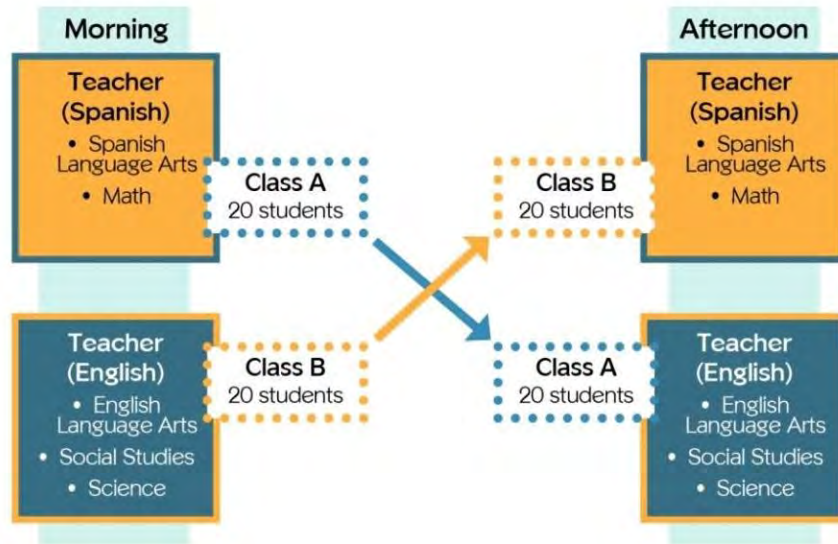 Morning
Teacher
(Spanish)
• Spanish
Language Arts
• Math
Class A
20 students
Teacher
(English)
• English
Language Arts
• Social Studies
• Science
Class B
20 students
Afternoon
Class B
20 students
Teacher
(Spanish)
• Spanish
Language Arts
• Math
Class A
20 students
Teacher
(English)
• English
Language Arts
• Social Studies
• Science